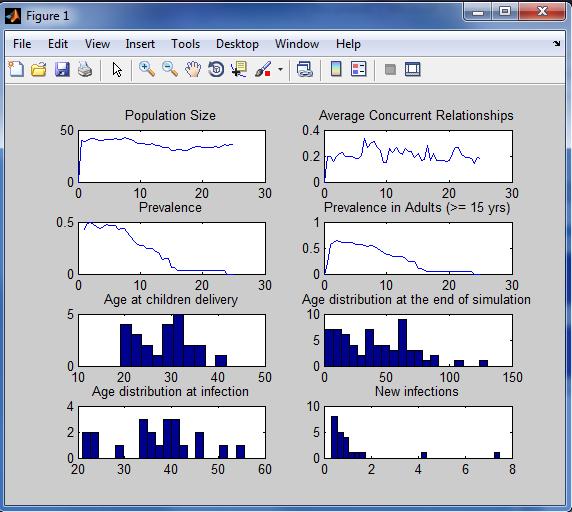 Figure 1
File Edit View Insert Tools Desktop Window Help
Population Size
50
0
0 10 20 30
Average Concurrent Relationships
0.4
0.2
0
0 10 20 30
Prevalence
0.5
0
0 10 20 30
Prevalence in Adults (>= 15 yrs)
1
0.5
0
0 10 20 30
Age at children delivery
5
0
10 20 30 40 50
Age distribution at the end of simulation
10
5
0
0 50 100 150
Age distribution at infection
4
2
0
20 30 40 50 60
New infections
10
5
0
0 2 4 6 8